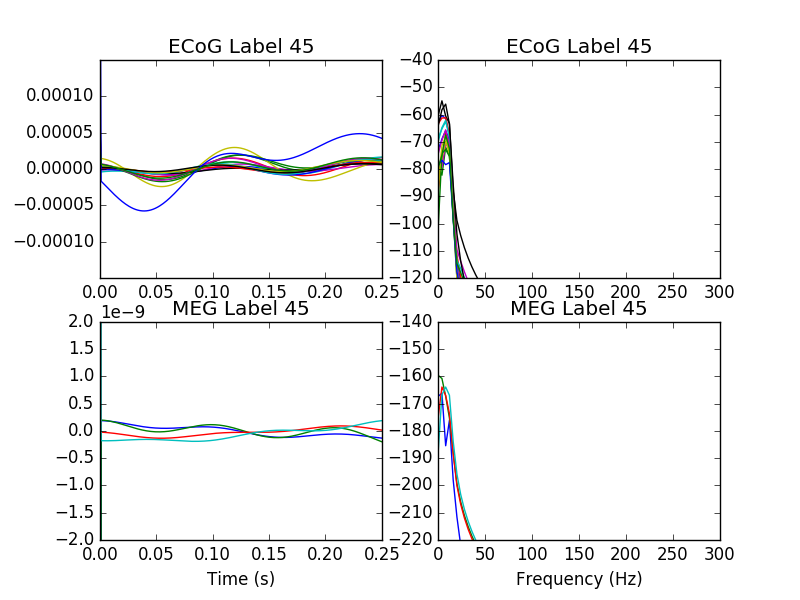 ECoG Label 45
0.00010
0.00005
0.00000
−0.00005
−0.00010
0.00 0.05 0.10 0.15 0.20 0.25
ECoG Label 45
−40
−50
−60
−70
−80
−90
−100
−110
−120
0 50 100 150 200 250 300
MEG Label 45
1e−9
2.0
1.5
1.0
0.5
0.0
−0.5
−1.0
−1.5
−2.0
0.00 0.05 0.10 0.15 0.20 0.25
Time (s)
MEG Label 45
−140
−150
−160
−170
−180
−190
−200
−210
−220
0 50 100 150 200 250 300
Frequency (Hz)